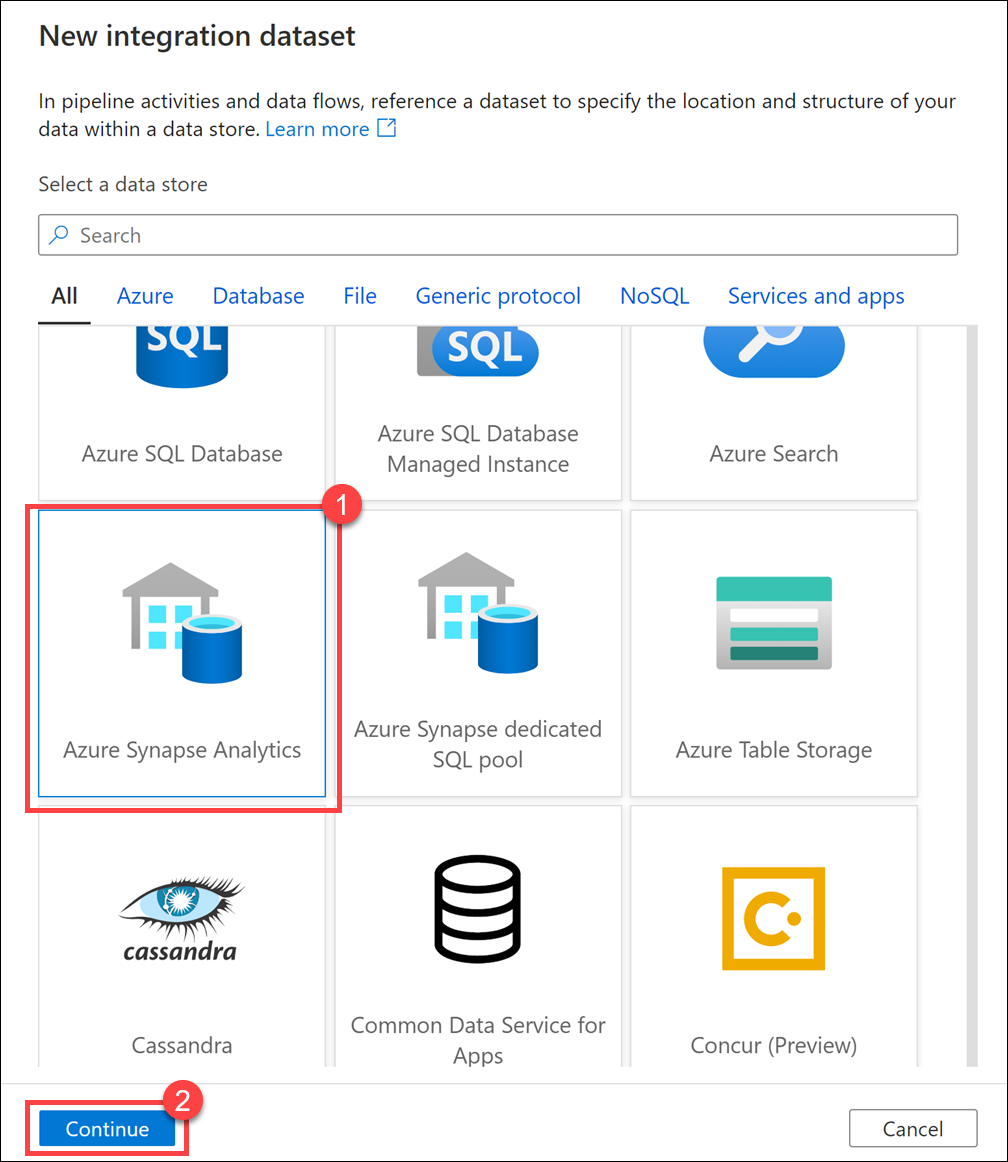 New integration dataset
In pipeline activities and data flows, reference a dataset to specify the location and structure of your
data within a data store. Learn more
Select a data store
Search
All Azure Database File Generic protocol NoSQL Services and apps
SQL SQL
Azure SQL Database
Azure SQL Database
Managed Instance
Azure Search
1
Azure Synapse Analytics
Azure Synapse dedicated
SQL pool
Azure Table Storage
cassandra
Cassandra
Common Data Service for
Apps
Concur (Preview)
2
Continue
Cancel